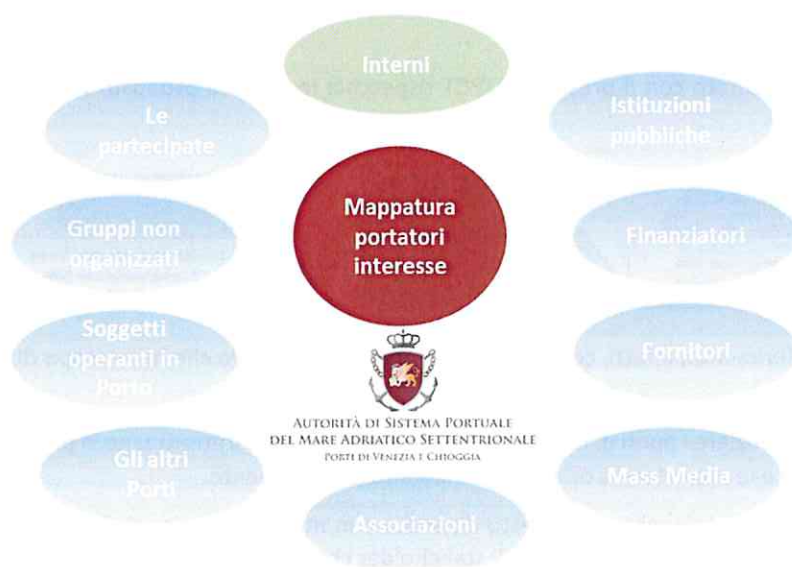 Interni
Le
partecipate
Istituzioni
pubbliche
Mappatura
portatori
interesse
Gruppi non
organizzati
Finanziatori
Soggetti
operanti in
Porto
Fornitori
AUTORITÀ DI SISTEMA PORTUALE
DEL MARE ADRIATICO SETTENTRIONALE
PORTI DI VENEZIA E CHIOGGIA
Gli altri
Porti
Mass Media
Associazioni